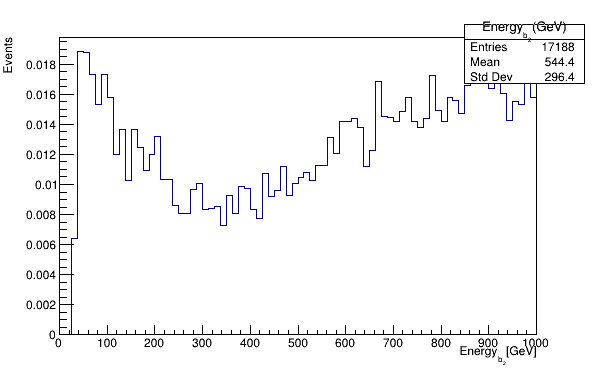 Energy_b_2(GeV)
Entries 17188
Mean 544.4
Std Dev 296.4
Events
0.018
0.016
0.014
0.012
0.01
0.008
0.006
0.004
0.002
0
0 100 200 300 400 500 600 700 800 900 1000
Energy_b_2[GeV]